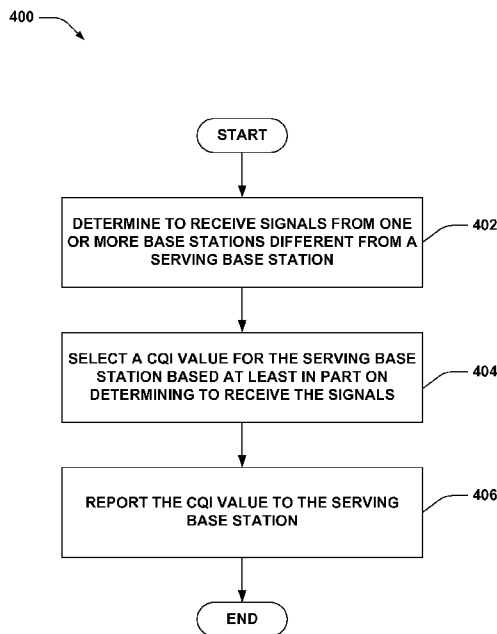 400
START
DETERMINE TO RECEIVE SIGNALS FROM ONE
OR MORE BASE STATIONS DIFFERENT FROM A
SERVING BASE STATION
402
SELECT A CQI VALUE FOR THE SERVING BASE
STATION BASED AT LEAST IN PART ON
DETERMINING TO RECEIVE THE SIGNALS
404
REPORT THE CQI VALUE TO THE SERVING
BASE STATION
406
END